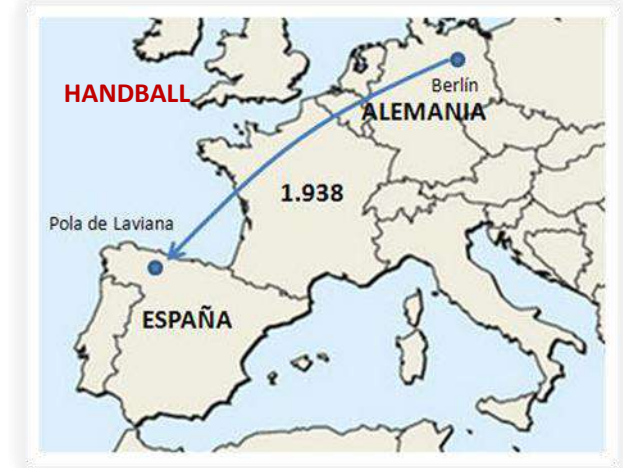 Berlín
HANDBALL
ALEMANIA
1.938
Pola de Laviana
ESPAÑA